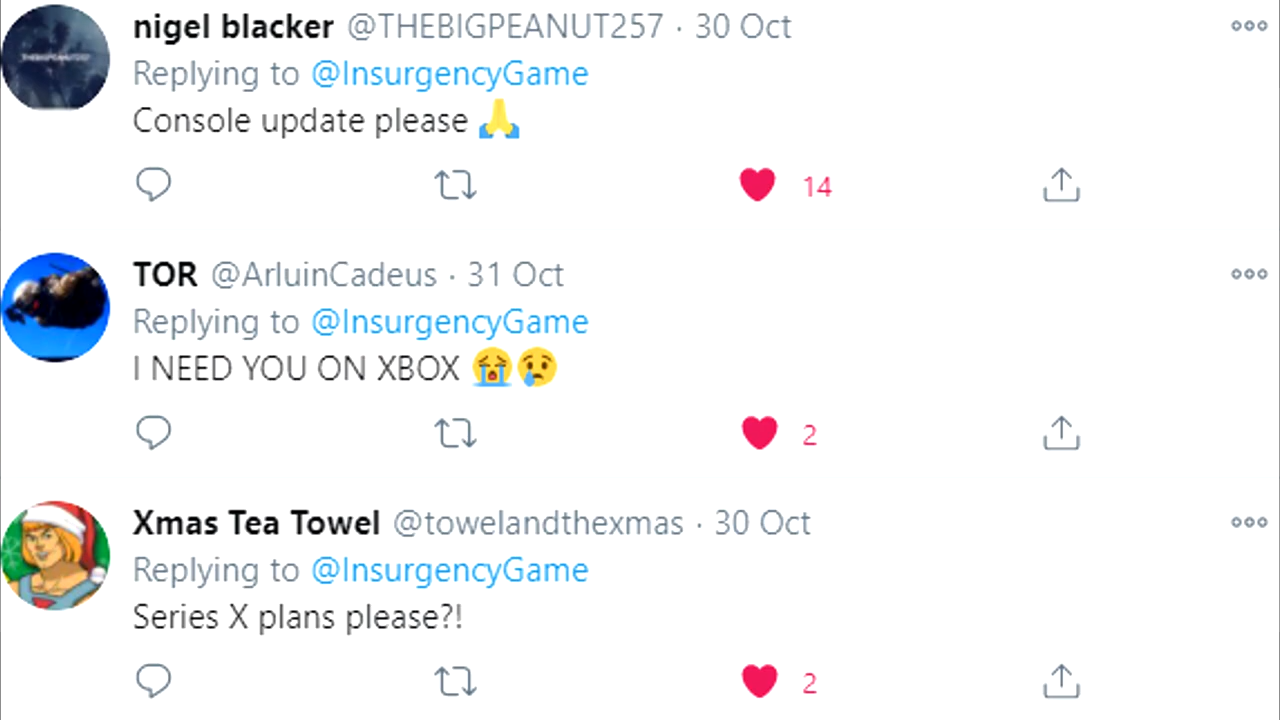 nigel blacker @THEBIGPEANUT257 · 30 Oct
Replying to @InsurgencyGame
Console update please 🙏
14
TOR @ArluinCadeus · 31 Oct
Replying to @InsurgencyGame
I NEED YOU ON XBOX 😭😢
2
Xmas Tea Towel @towelandthexmas · 30 Oct
Replying to @InsurgencyGame
Series X plans please?!
2